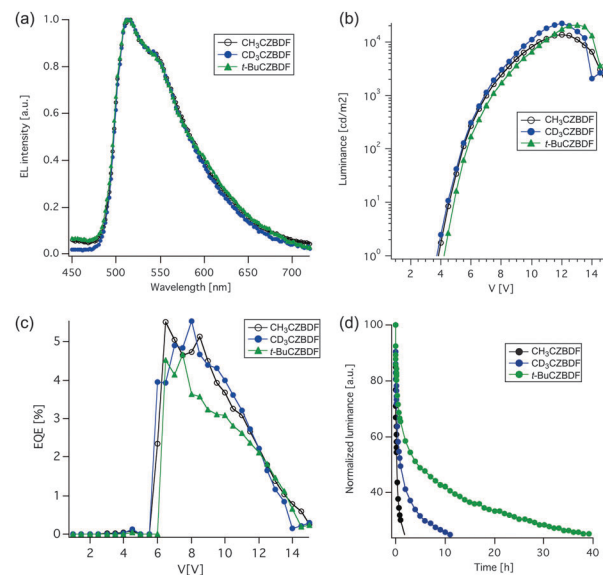 (a)
CH3CZBDF
CD3CZBDF
t-BuCZBDF
EL intensity [a.u.]
1.0
0.8
0.6
0.4
0.2
0.0
450 500 550 600 650 700
Wavelength [nm]
(b)
Luminance [cd/m2]
10^4
10^3
10^2
10^1
10^0
CH3CZBDF
CD3CZBDF
t-BuCZBDF
2 4 6 8 10 12 14
V [V]
(c)
CH3CZBDF
CD3CZBDF
t-BuCZBDF
EQE [%]
5
4
3
2
1
0
2 4 6 8 10 12 14
V[V]
(d)
Normalized luminance [a.u.]
100
80
60
40
CH3CZBDF
CD3CZBDF
t-BuCZBDF
0 10 20 30 40
Time [h]